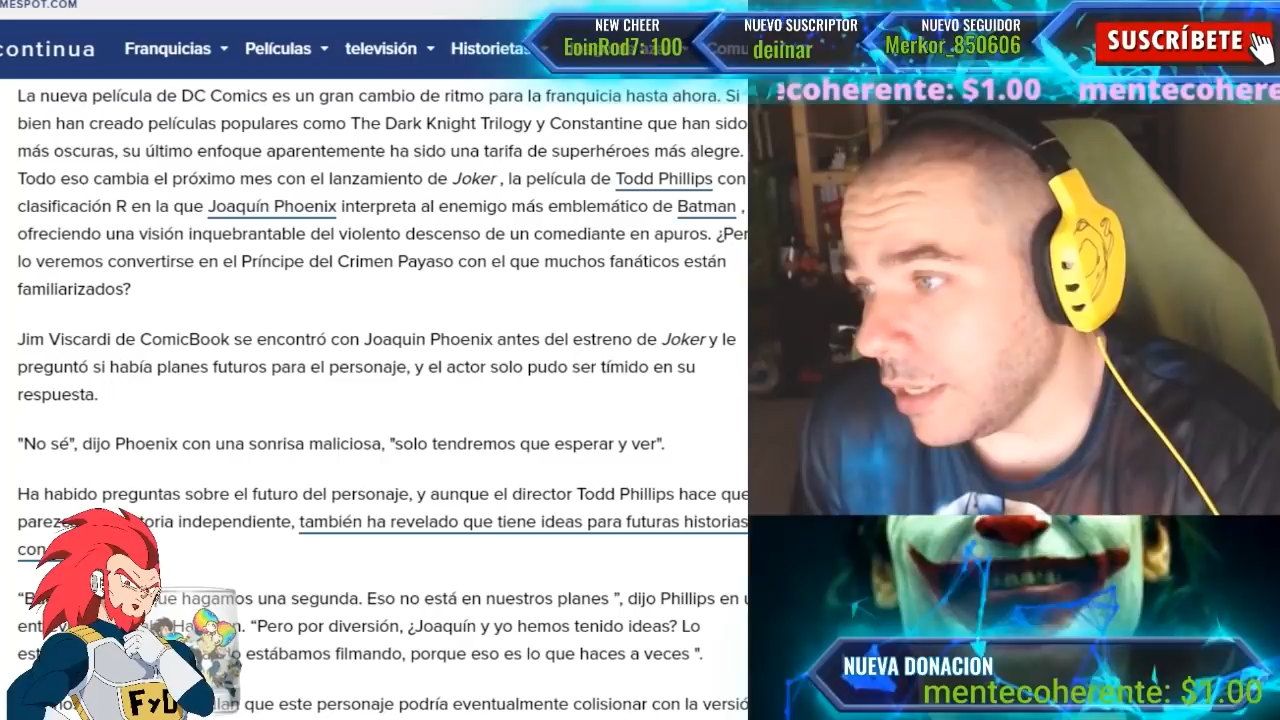 MESPOT.COM
continua Franquicias Películas televisión Historietas
NEW CHEER
EoinRod7: 100
NUEVO SUSCRIPTOR
deiinar
NUEVO SEGUIDOR
Merkor_850606
SUSCRÍBETE
:coherente: $1.00 mentecohere
La nueva película de DC Comics es un gran cambio de ritmo para la franquicia hasta ahora. Si
bien han creado películas populares como The Dark Knight Trilogy y Constantine que han sido
más oscuras, su último enfoque aparentemente ha sido una tarifa de superhéroes más alegre.
Todo eso cambia el próximo mes con el lanzamiento de Joker , la película de Todd Phillips con
clasificación R en la que Joaquín Phoenix interpreta al enemigo más emblemático de Batman ,
ofreciendo una visión inquebrantable del violento descenso de un comediante en apuros. ¿Per
lo veremos convertirse en el Príncipe del Crimen Payaso con el que muchos fanáticos están
familiarizados?
Jim Viscardi de ComicBook se encontró con Joaquin Phoenix antes del estreno de Joker y le
preguntó si había planes futuros para el personaje, y el actor solo pudo ser tímido en su
respuesta.
"No sé", dijo Phoenix con una sonrisa maliciosa, "solo tendremos que esperar y ver".
Ha habido preguntas sobre el futuro del personaje, y aunque el director Todd Phillips hace que
parez toria independiente, también ha revelado que tiene ideas para futuras historias
con
“B ue hagamos una segunda. Eso no está en nuestros planes ”, dijo Phillips en u
ent n. “Pero por diversión, ¿Joaquín y yo hemos tenido ideas? Lo
est o estábamos filmando, porque eso es lo que haces a veces ”.
que este personaje podría eventualmente colisionar con la versió
FyD
NUEVA DONACION
mentecoherente: $1.00